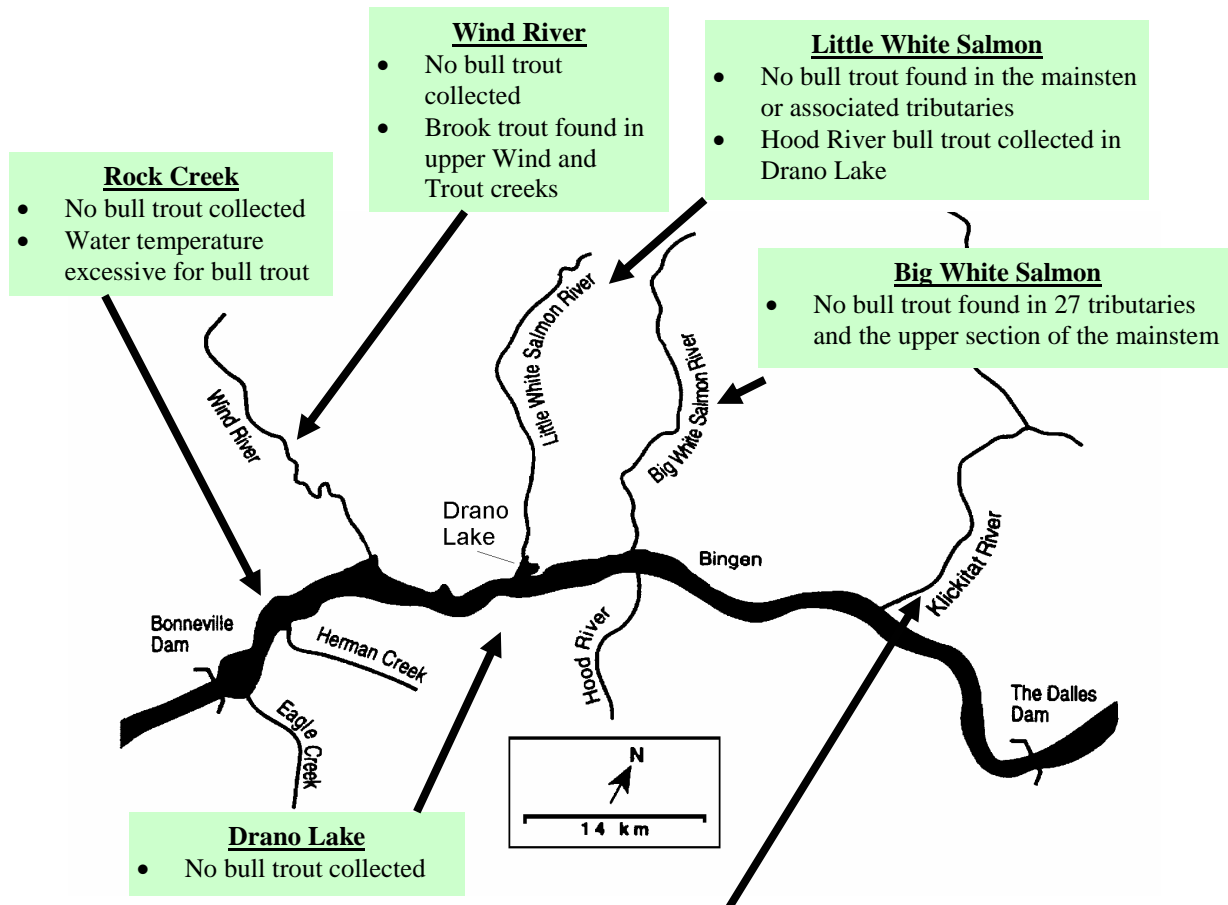 Wind River
• No bull trout
collected
• Brook trout found in
upper Wind and
Trout creeks
Little White Salmon
• No bull trout found in the mainsten
or associated tributaries
• Hood River bull trout collected in
Drano Lake
Rock Creek
• No bull trout collected
• Water temperature
excessive for bull trout
Big White Salmon
• No bull trout found in 27 tributaries
and the upper section of the mainstem
Wind River
Little White Salmon River
Big White Salmon River
Drano
Lake
Bingen
Klickitat River
Bonneville
Dam
Herman Creek
Hood River
Eagle Creek
The Dalles
Dam
N
14 km
Drano Lake
• No bull trout collected